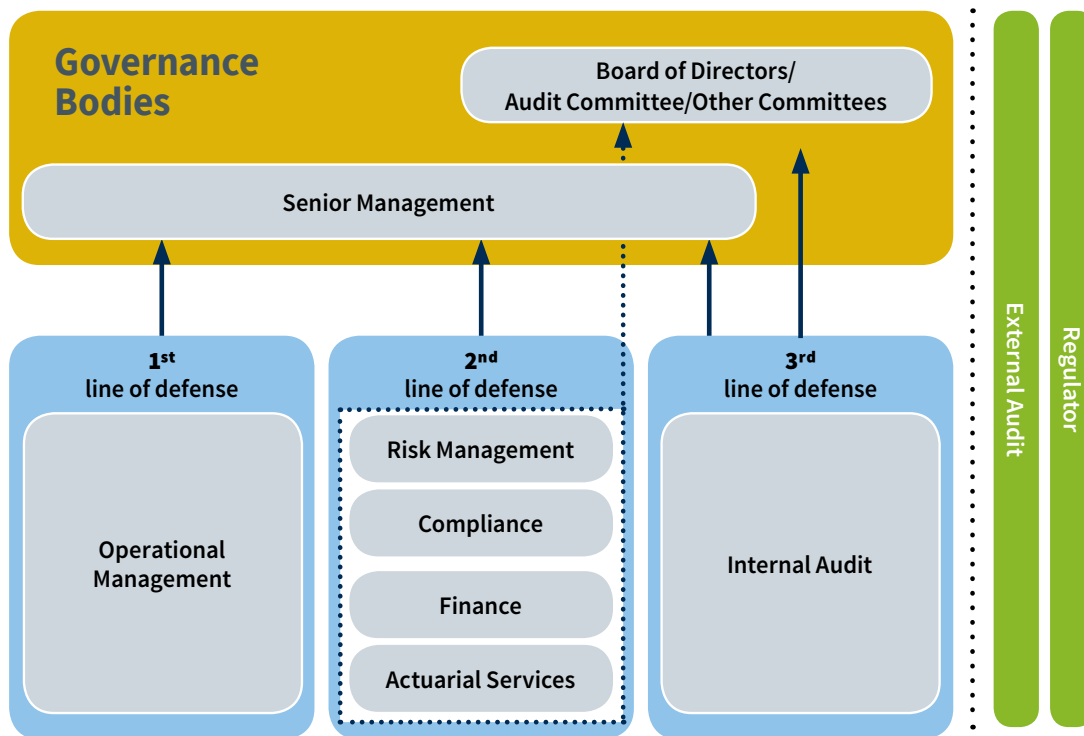 Governance
Bodies
Board of Directors/
Audit Committee/Other Committees
Senior Management
1st
line of defense
Operational
Management
2nd
line of defense
Risk Management
Compliance
Finance
Actuarial Services
3rd
line of defense
Internal Audit
External Audit
Regulator